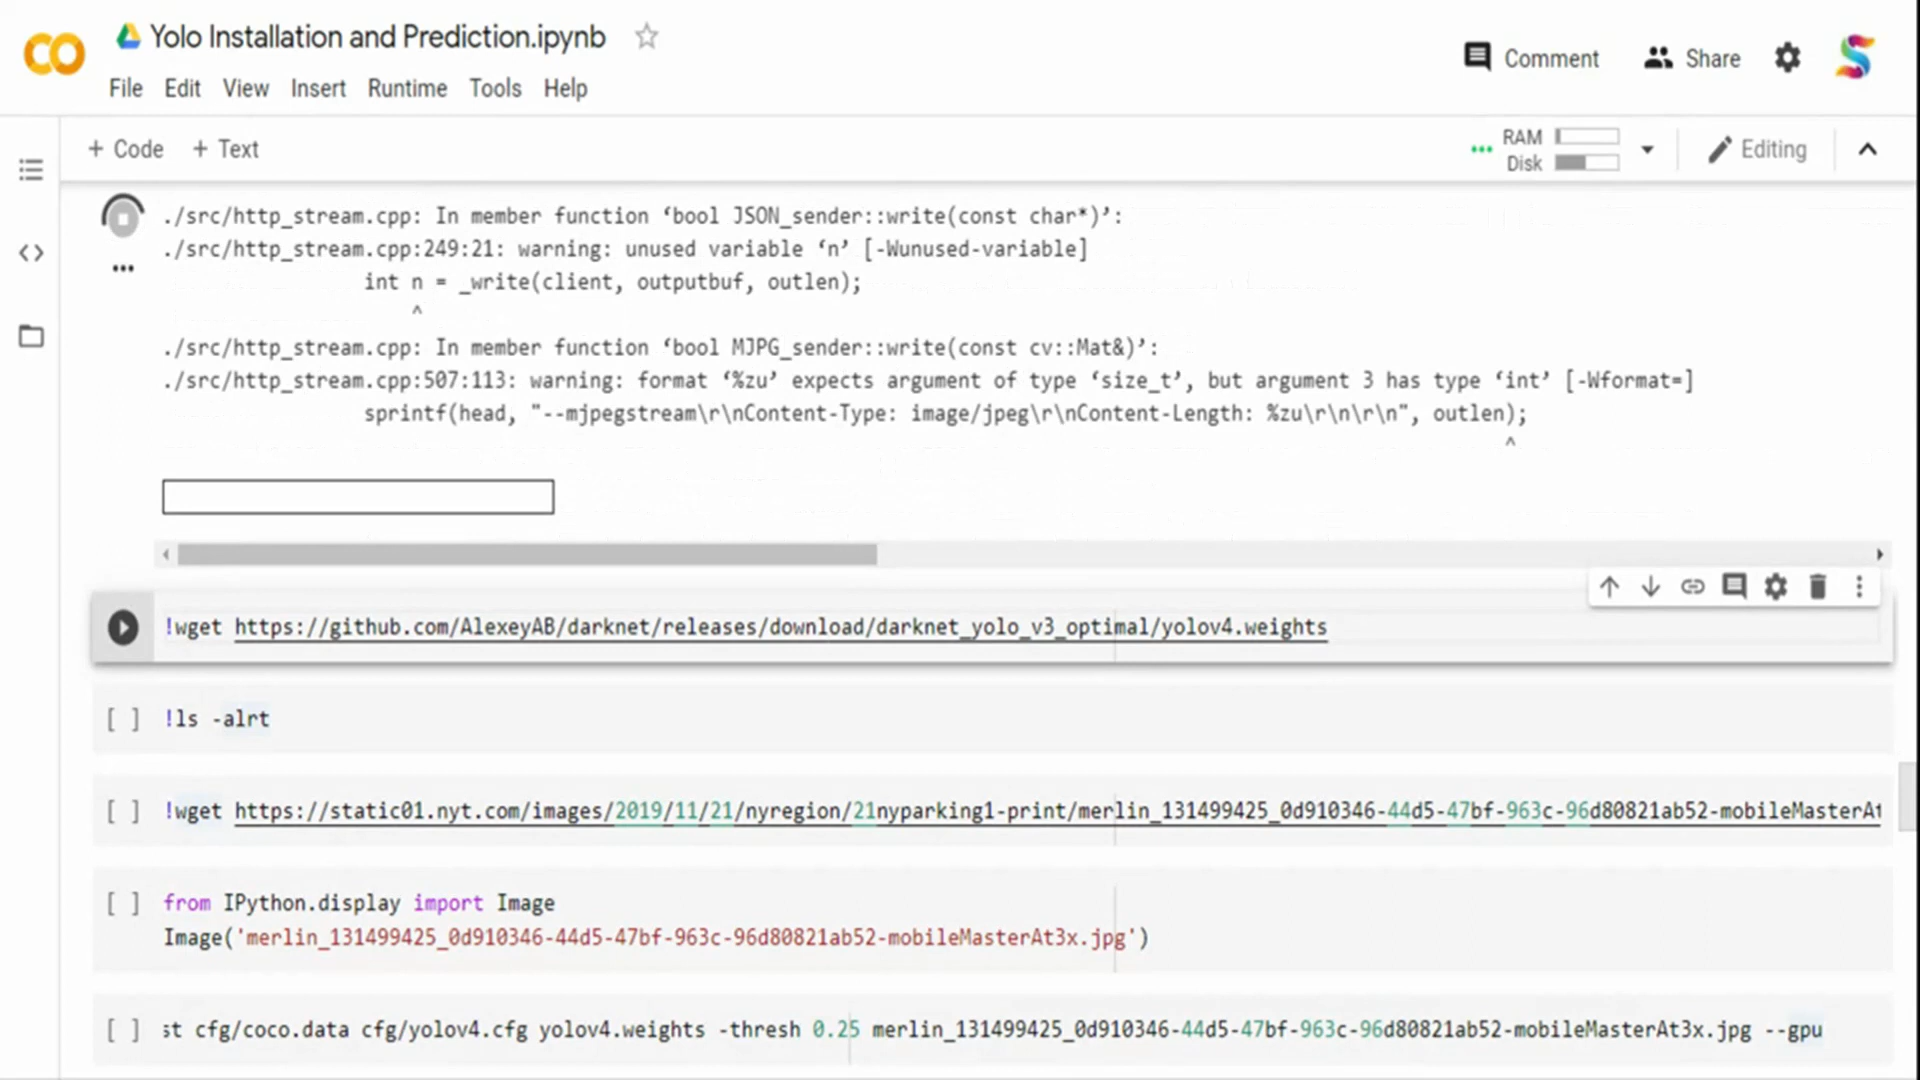 Yolo Installation and Prediction.ipynb
File Edit View Insert Runtime Tools Help
Comment Share
+ Code + Text
RAM
Disk
Editing
./src/http_stream.cpp: In member function ‘bool JSON_sender::write(const char*)’:
./src/http_stream.cpp:249:21: warning: unused variable ‘n’ [-Wunused-variable]
int n = _write(client, outputbuf, outlen);
^
./src/http_stream.cpp: In member function ‘bool MJPG_sender::write(const cv::Mat&)’:
./src/http_stream.cpp:507:113: warning: format ‘%zu’ expects argument of type ‘size_t’, but argument 3 has type ‘int’ [-Wformat=]
sprintf(head, "--mjpegstream\r\nContent-Type: image/jpeg\r\nContent-Length: %zu\r\n\r\n", outlen);
^
!wget https://github.com/AlexeyAB/darknet/releases/download/darknet_yolo_v3_optimal/yolov4.weights
[ ] !ls -alrt
[ ] !wget https://static01.nyt.com/images/2019/11/21/nyregion/21nyparking1-print/merlin_131499425_0d910346-44d5-47bf-963c-96d80821ab52-mobileMasterAt
[ ] from IPython.display import Image
Image('merlin_131499425_0d910346-44d5-47bf-963c-96d80821ab52-mobileMasterAt3x.jpg')
[ ] st cfg/coco.data cfg/yolov4.cfg yolov4.weights -thresh 0.25 merlin_131499425_0d910346-44d5-47bf-963c-96d80821ab52-mobileMasterAt3x.jpg --gpu